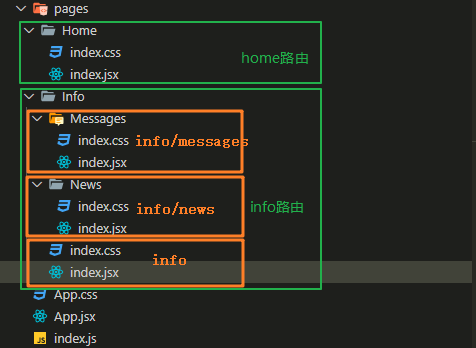 pages
Home
index.css
home路由
index.jsx
Info
Messages
index.css info/messages
index.jsx
News
index.css info/news
info路由
index.jsx
index.css
info
index.jsx
App.css
App.jsx
JS index.js